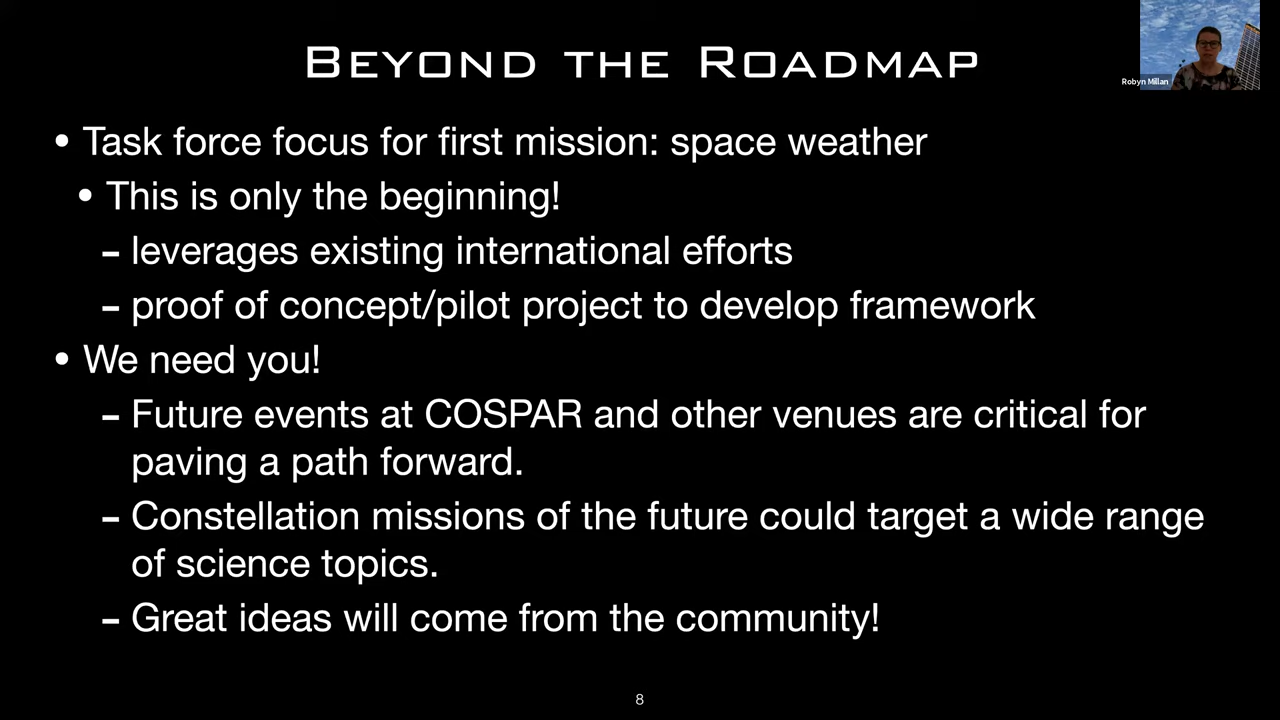 BEYOND THE ROADMAP
Robyn Millan
• Task force focus for first mission: space weather
• This is only the beginning!
– leverages existing international efforts
– proof of concept/pilot project to develop framework
• We need you!
– Future events at COSPAR and other venues are critical for
paving a path forward.
– Constellation missions of the future could target a wide range
of science topics.
– Great ideas will come from the community!
8